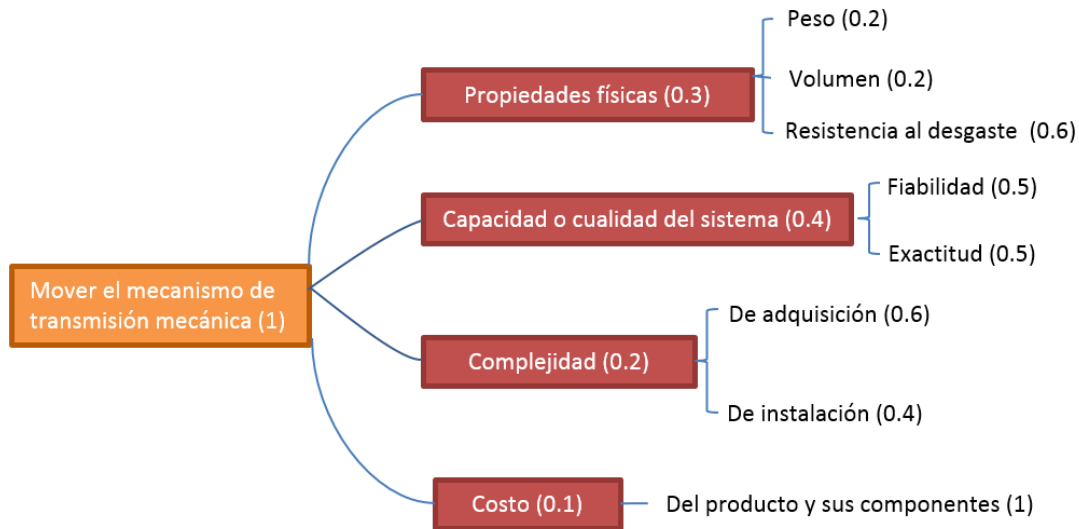 Peso (0.2)
Propiedades físicas (0.3)
Volumen (0.2)
Resistencia al desgaste (0.6)
Fiabilidad (0.5)
Capacidad o cualidad del sistema (0.4)
Exactitud (0.5)
Mover el mecanismo de
transmisión mecánica (1)
De adquisición (0.6)
Complejidad (0.2)
De instalación (0.4)
Costo (0.1)
Del producto y sus componentes (1)